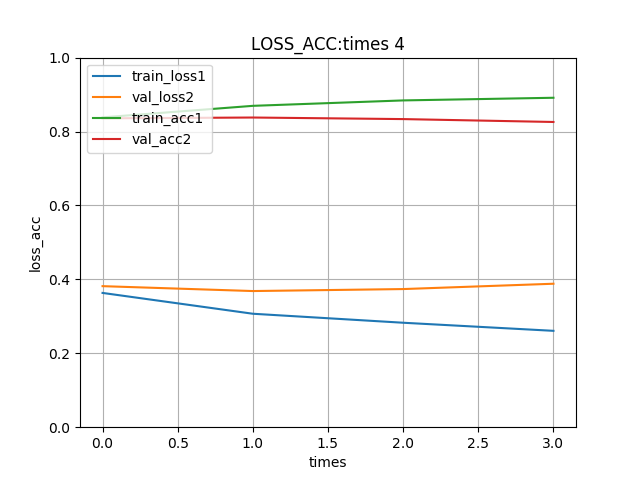 LOSS_ACC:times 4
train_loss1
val_loss2
train_acc1
val_acc2
1.0
0.8
0.6
0.4
0.2
0.0
loss_acc
0.0 0.5 1.0 1.5 2.0 2.5 3.0
times